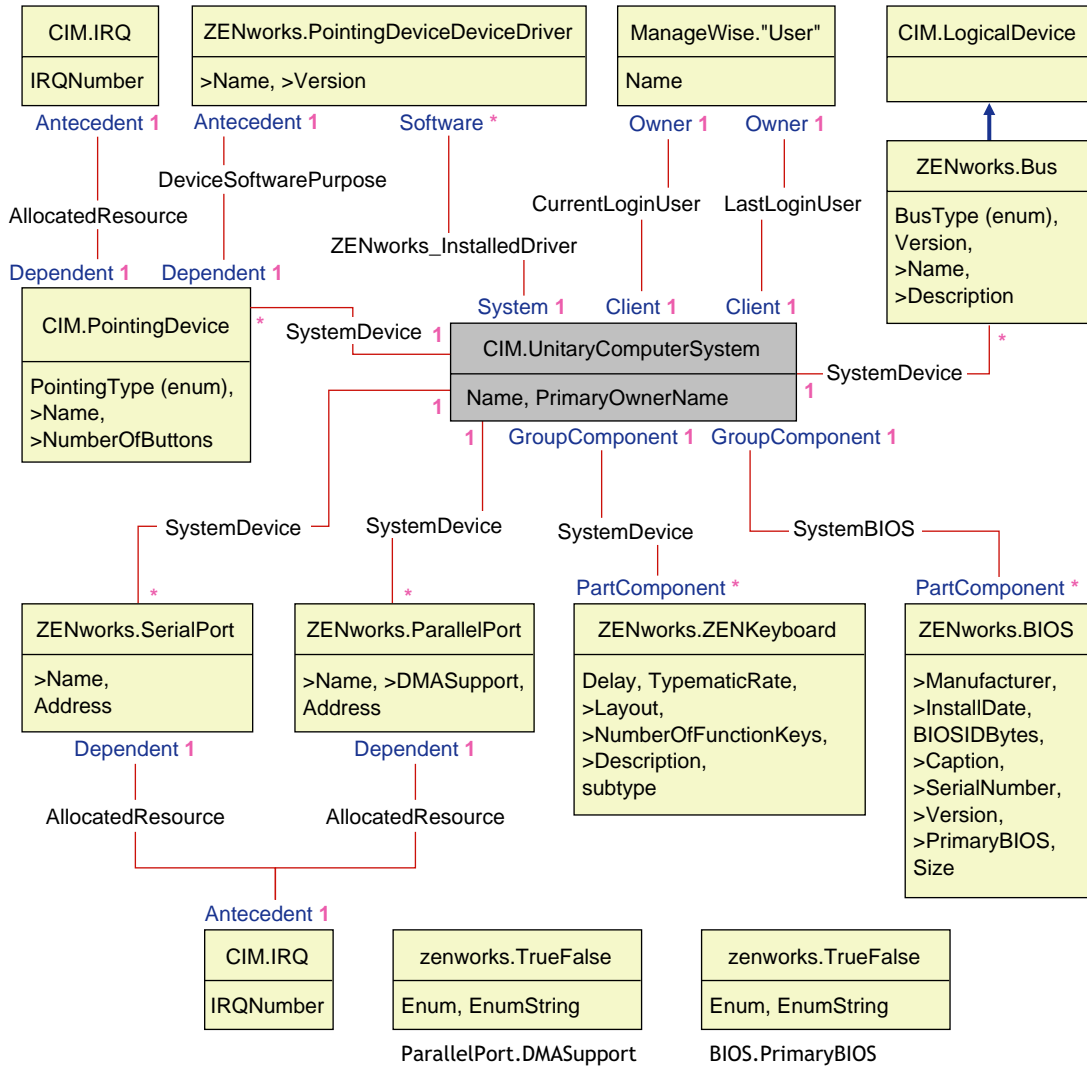 CIM.IRQ
IRQNumber
ZENworks.PointingDeviceDeviceDriver
>Name, >Version
ManageWise."User"
Name
CIM.LogicalDevice
Antecedent 1
Antecedent 1
Software *
Owner 1
Owner 1
AllocatedResource
DeviceSoftwarePurpose
ZENworks_InstalledDriver
CurrentLoginUser
LastLoginUser
ZENworks.Bus
BusType (enum),
Version,
>Name,
>Description
*
Dependent 1
Dependent 1
System 1
Client 1
Client 1
CIM.PointingDevice
PointingType (enum),
>Name,
>NumberOfButtons
*
SystemDevice
1
CIM.UnitaryComputerSystem
Name, PrimaryOwnerName
SystemDevice
1
1
1
GroupComponent 1
GroupComponent 1
SystemDevice
SystemDevice
SystemDevice
SystemBIOS
*
*
PartComponent *
PartComponent *
ZENworks.SerialPort
>Name,
Address
ZENworks.ParallelPort
>Name, >DMASupport,
Address
ZENworks.ZENKeyboard
Delay, TypematicRate,
>Layout,
>NumberOfFunctionKeys,
>Description,
subtype
ZENworks.BIOS
>Manufacturer,
>InstallDate,
BIOSIDBytes,
>Caption,
>SerialNumber,
>Version,
>PrimaryBIOS,
Size
Dependent 1
Dependent 1
AllocatedResource
AllocatedResource
Antecedent 1
CIM.IRQ
IRQNumber
zenworks.TrueFalse
Enum, EnumString
ParallelPort.DMASupport
zenworks.TrueFalse
Enum, EnumString
BIOS.PrimaryBIOS